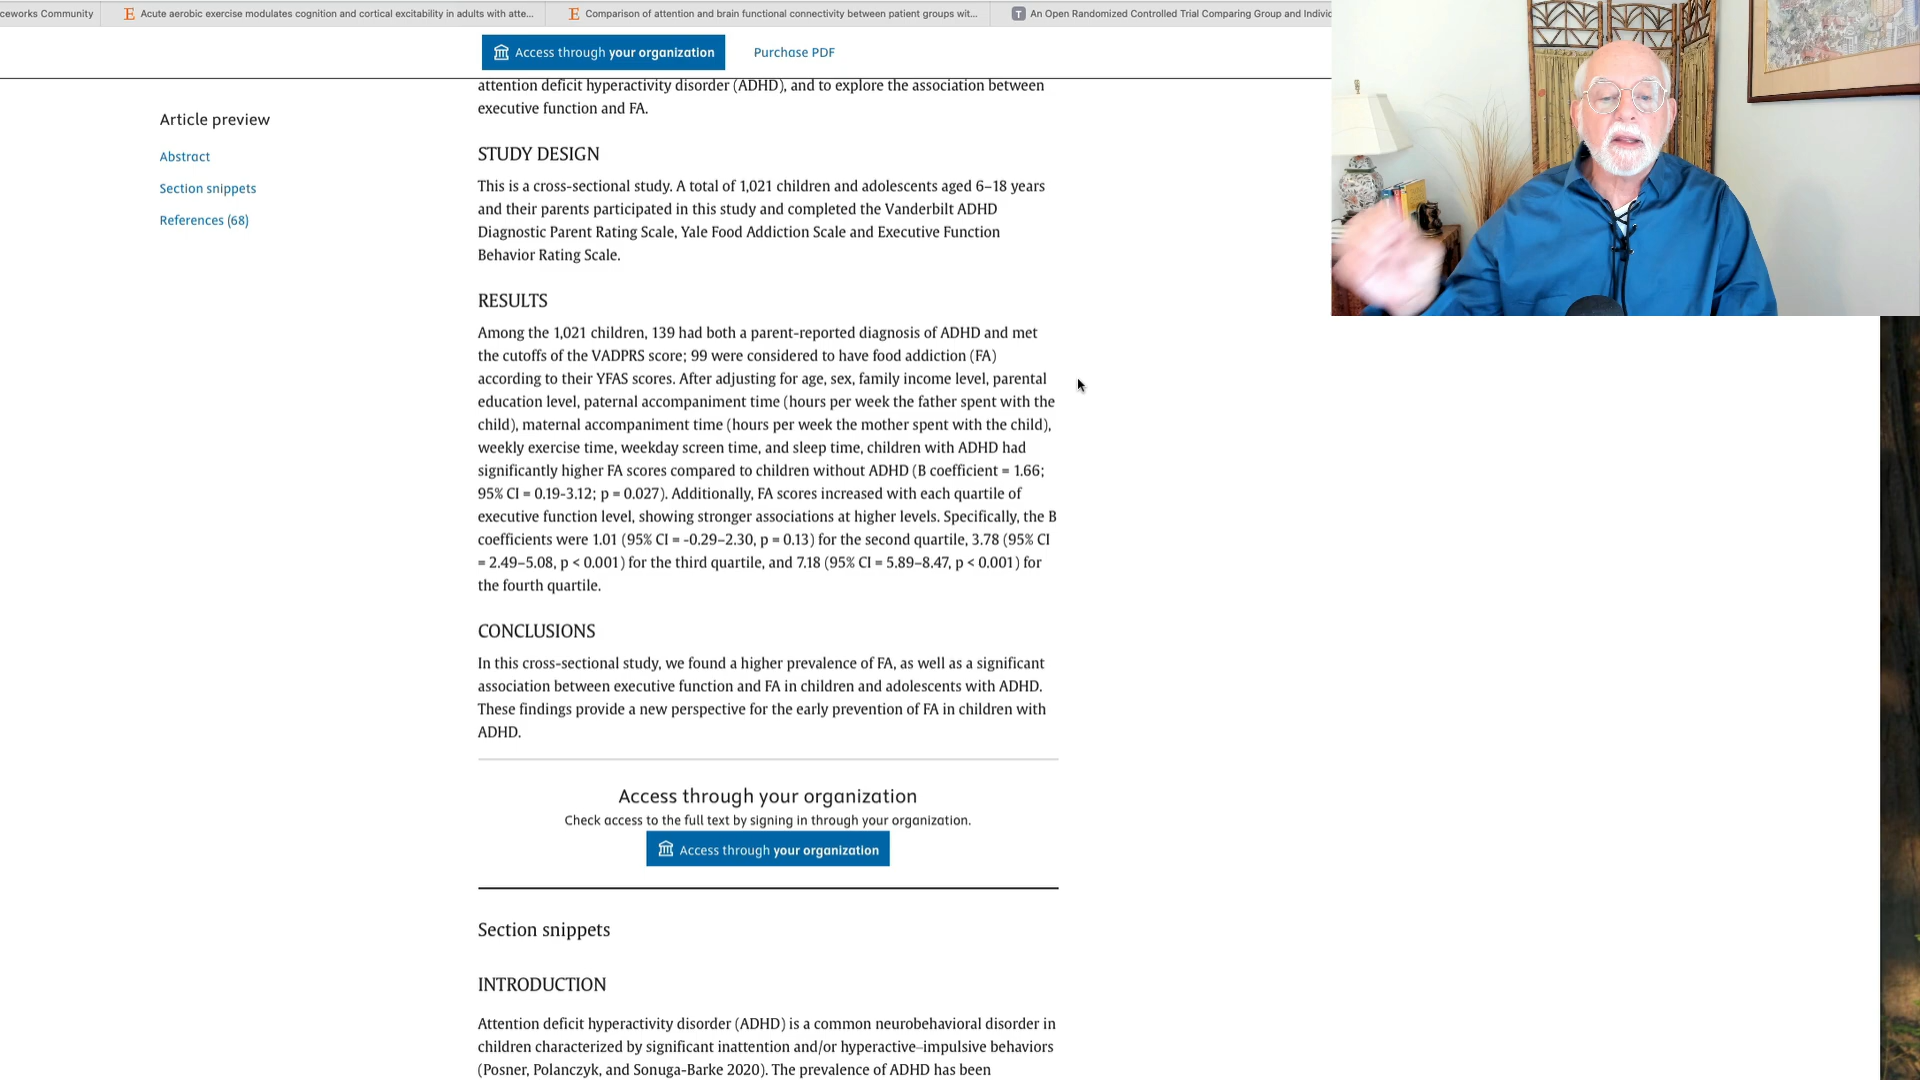 ceworks Community
Acute aerobic exercise modulates cognition and cortical excitability in adults with atte...
Comparison of attention and brain functional connectivity between patient groups wit...
An Open Randomized Controlled Trial Comparing Group and Indivi
Access through your organization
Purchase PDF
Article preview
Abstract
Section snippets
References (68)
attention deficit hyperactivity disorder (ADHD), and to explore the association between
executive function and FA.
STUDY DESIGN
This is a cross-sectional study. A total of 1,021 children and adolescents aged 6–18 years
and their parents participated in this study and completed the Vanderbilt ADHD
Diagnostic Parent Rating Scale, Yale Food Addiction Scale and Executive Function
Behavior Rating Scale.
RESULTS
Among the 1,021 children, 139 had both a parent-reported diagnosis of ADHD and met
the cutoffs of the VADPRS score; 99 were considered to have food addiction (FA)
according to their YFAS scores. After adjusting for age, sex, family income level, parental
education level, paternal accompaniment time (hours per week the father spent with the
child), maternal accompaniment time (hours per week the mother spent with the child),
weekly exercise time, weekday screen time, and sleep time, children with ADHD had
significantly higher FA scores compared to children without ADHD (B coefficient = 1.66;
95% CI = 0.19-3.12; p = 0.027). Additionally, FA scores increased with each quartile of
executive function level, showing stronger associations at higher levels. Specifically, the B
coefficients were 1.01 (95% CI = -0.29–2.30, p = 0.13) for the second quartile, 3.78 (95% CI
= 2.49–5.08, p < 0.001) for the third quartile, and 7.18 (95% CI = 5.89–8.47, p < 0.001) for
the fourth quartile.
CONCLUSIONS
In this cross-sectional study, we found a higher prevalence of FA, as well as a significant
association between executive function and FA in children and adolescents with ADHD.
These findings provide a new perspective for the early prevention of FA in children with
ADHD.
Access through your organization
Check access to the full text by signing in through your organization.
Access through your organization
Section snippets
INTRODUCTION
Attention deficit hyperactivity disorder (ADHD) is a common neurobehavioral disorder in
children characterized by significant inattention and/or hyperactive–impulsive behaviors
(Posner, Polanczyk, and Sonuga-Barke 2020). The prevalence of ADHD has been